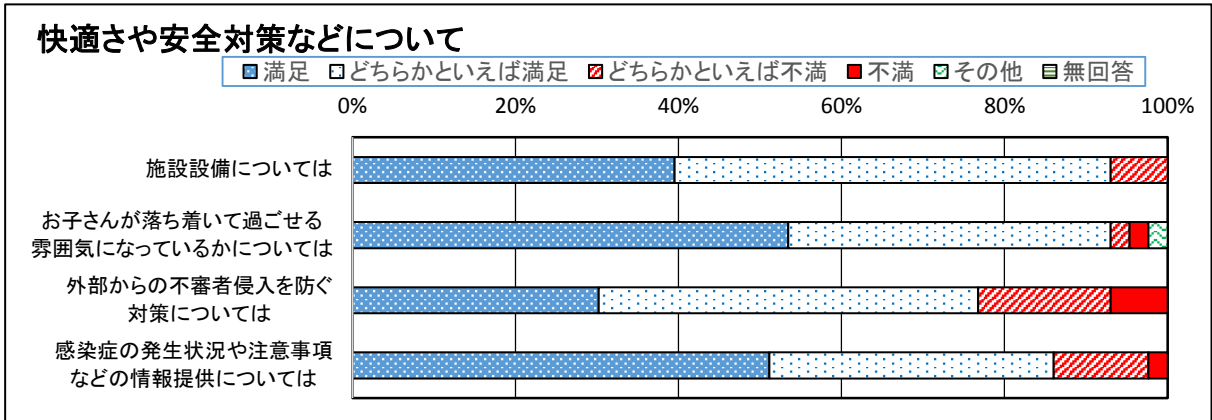 快適さや安全対策などについて
満足 どちらかといえば満足 どちらかといえば不満 不満 その他 無回答
0% 20% 40% 60% 80% 100%
施設設備については
お子さんが落ち着いて過ごせる
雰囲気になっているかについては
外部からの不審者侵入を防ぐ
対策については
感染症の発生状況や注意事項
などの情報提供については